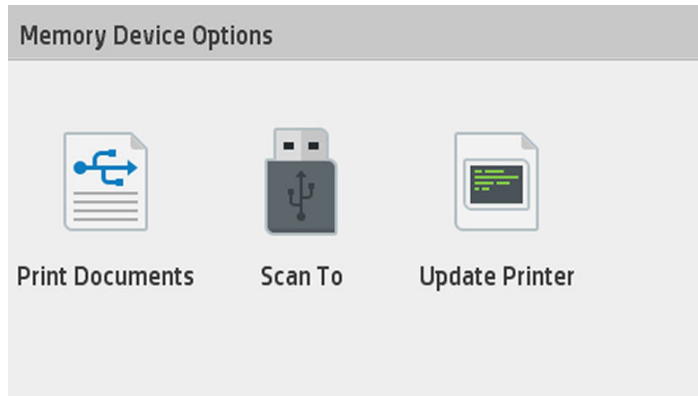 Memory Device Options
Print Documents
Scan To
Update Printer